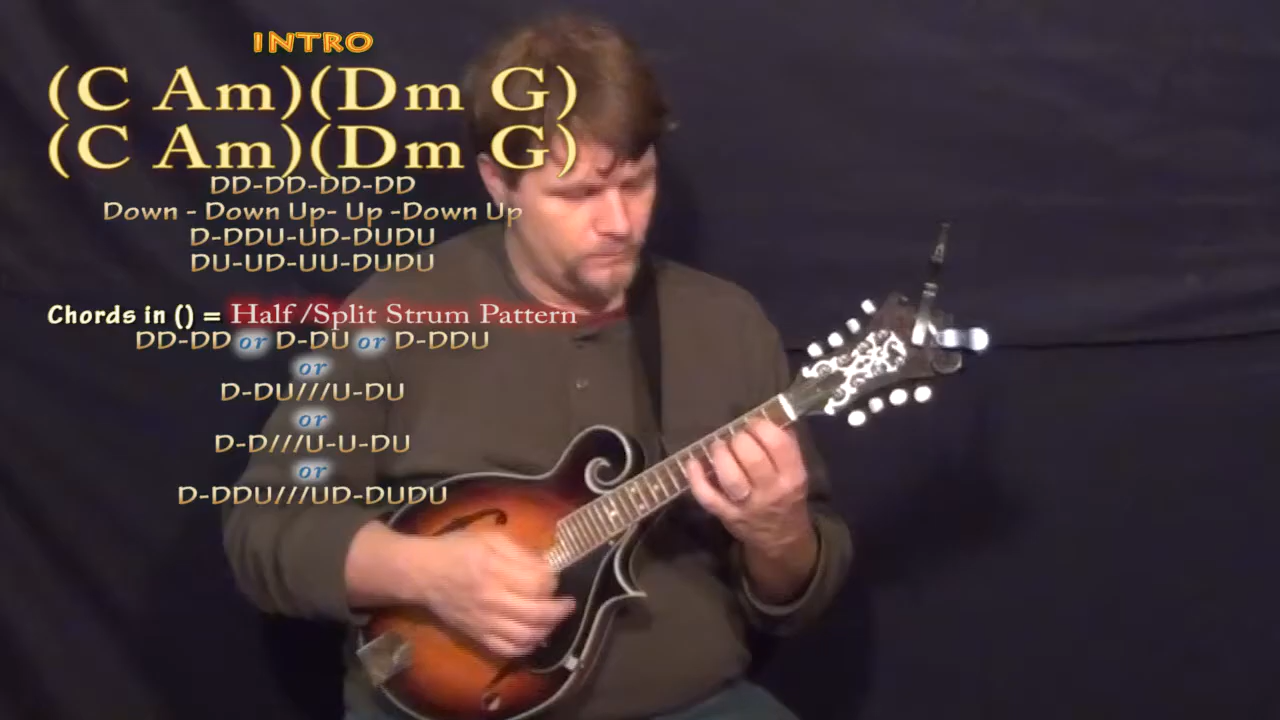 INTRO
(C Am)(Dm G)
(C Am)(Dm G)
DD-DD-DD-DD
Down - Down Up- Up -Down Up
D-DDU-UD-DUDU
DU-UD-UU-DUDU
Chords in () = Half /Split Strum Pattern
DD-DD or D-DU or D-DDU
or
D-DU///U-DU
or
D-D///U-U-DU
or
D-DDU///UD-DUDU